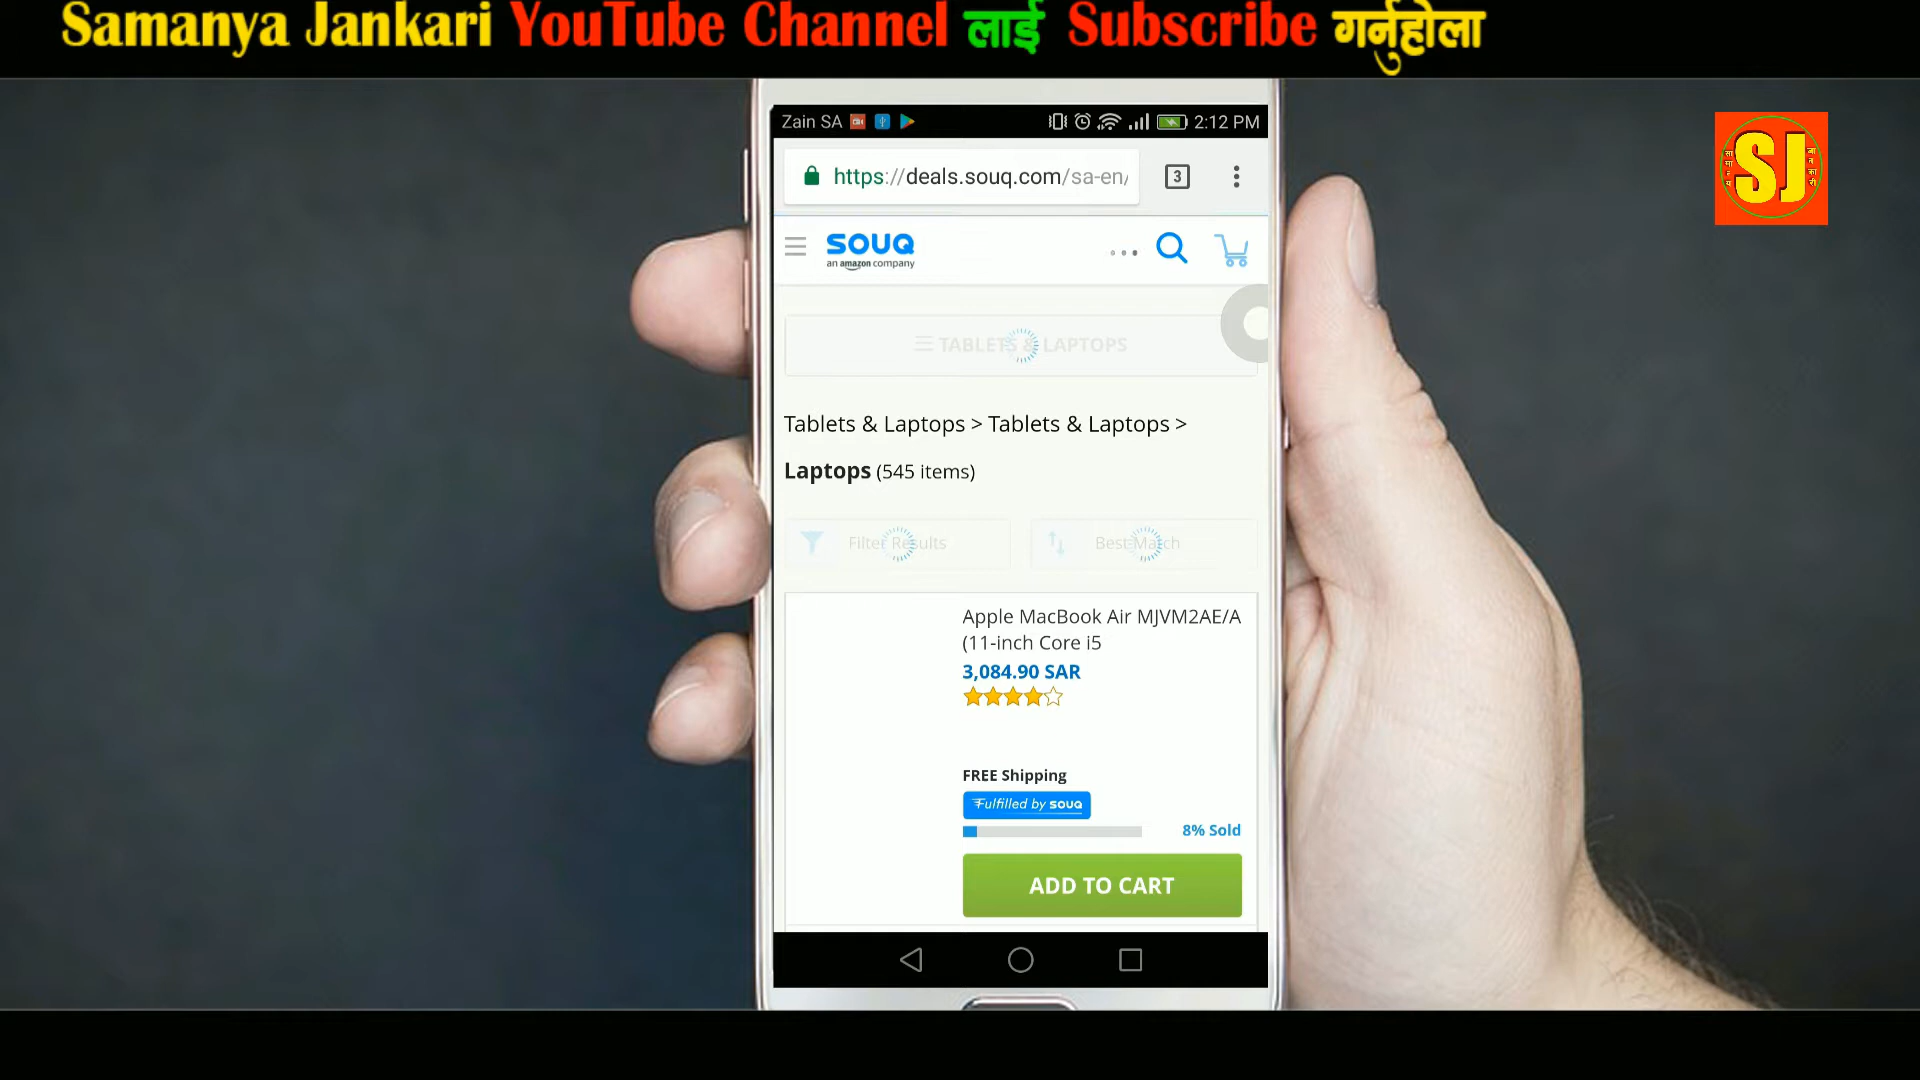 Samanya Jankari YouTube Channel लाई Subscribe गर्नुहोला
SJ
Zain SA
2:12 PM
https://deals.souq.com/sa-en/
3
SOUQ
an amazon company
TABLETS & LAPTOPS
Tablets & Laptops > Tablets & Laptops >
Laptops (545 items)
Filter Results
Best Match
Apple MacBook Air MJVM2AE/A
(11-inch Core i5
3,084.90 SAR
FREE Shipping
Fulfilled by souq
8% Sold
ADD TO CART